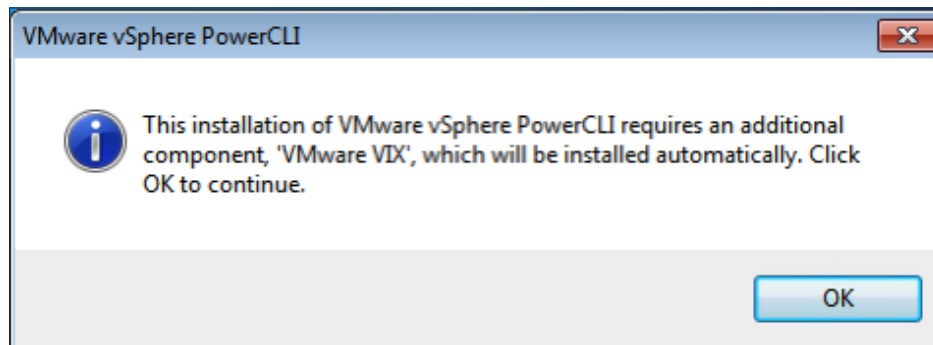 VMware vSphere PowerCLI
This installation of VMware vSphere PowerCLI requires an additional
component, 'VMware VIX', which will be installed automatically. Click
OK to continue.
OK